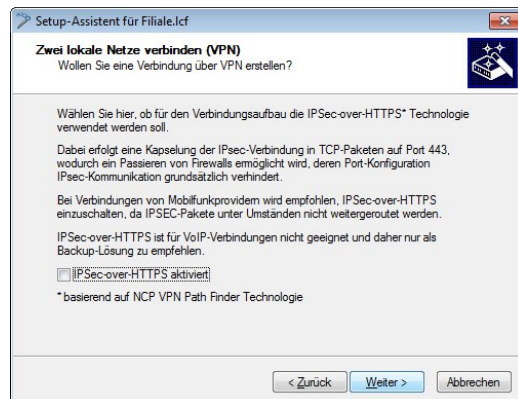 Setup-Assistent für Filiale.lcf
Zwei lokale Netze verbinden (VPN)
Wollen Sie eine Verbindung über VPN erstellen?
Wählen Sie hier, ob für den Verbindungsaufbau die IPSec-over-HTTPS* Technologie
verwendet werden soll.
Dabei erfolgt eine Kapselung der IPsec-Verbindung in TCP-Paketen auf Port 443,
wodurch ein Passieren von Firewalls ermöglicht wird, deren Port-Konfiguration
IPsec-Kommunikation grundsätzlich verhindert.
Bei Verbindungen von Mobilfunkprovidern wird empfohlen, IPSec-over-HTTPS
einzuschalten, da IPSEC-Pakete unter Umständen nicht weitergeroutet werden.
IPSec-over-HTTPS ist für VoIP-Verbindungen nicht geeignet und daher nur als
Backup-Lösung zu empfehlen.
IPSec-over-HTTPS aktiviert
* basierend auf NCP VPN Path Finder Technologie
< Zurück Weiter > Abbrechen